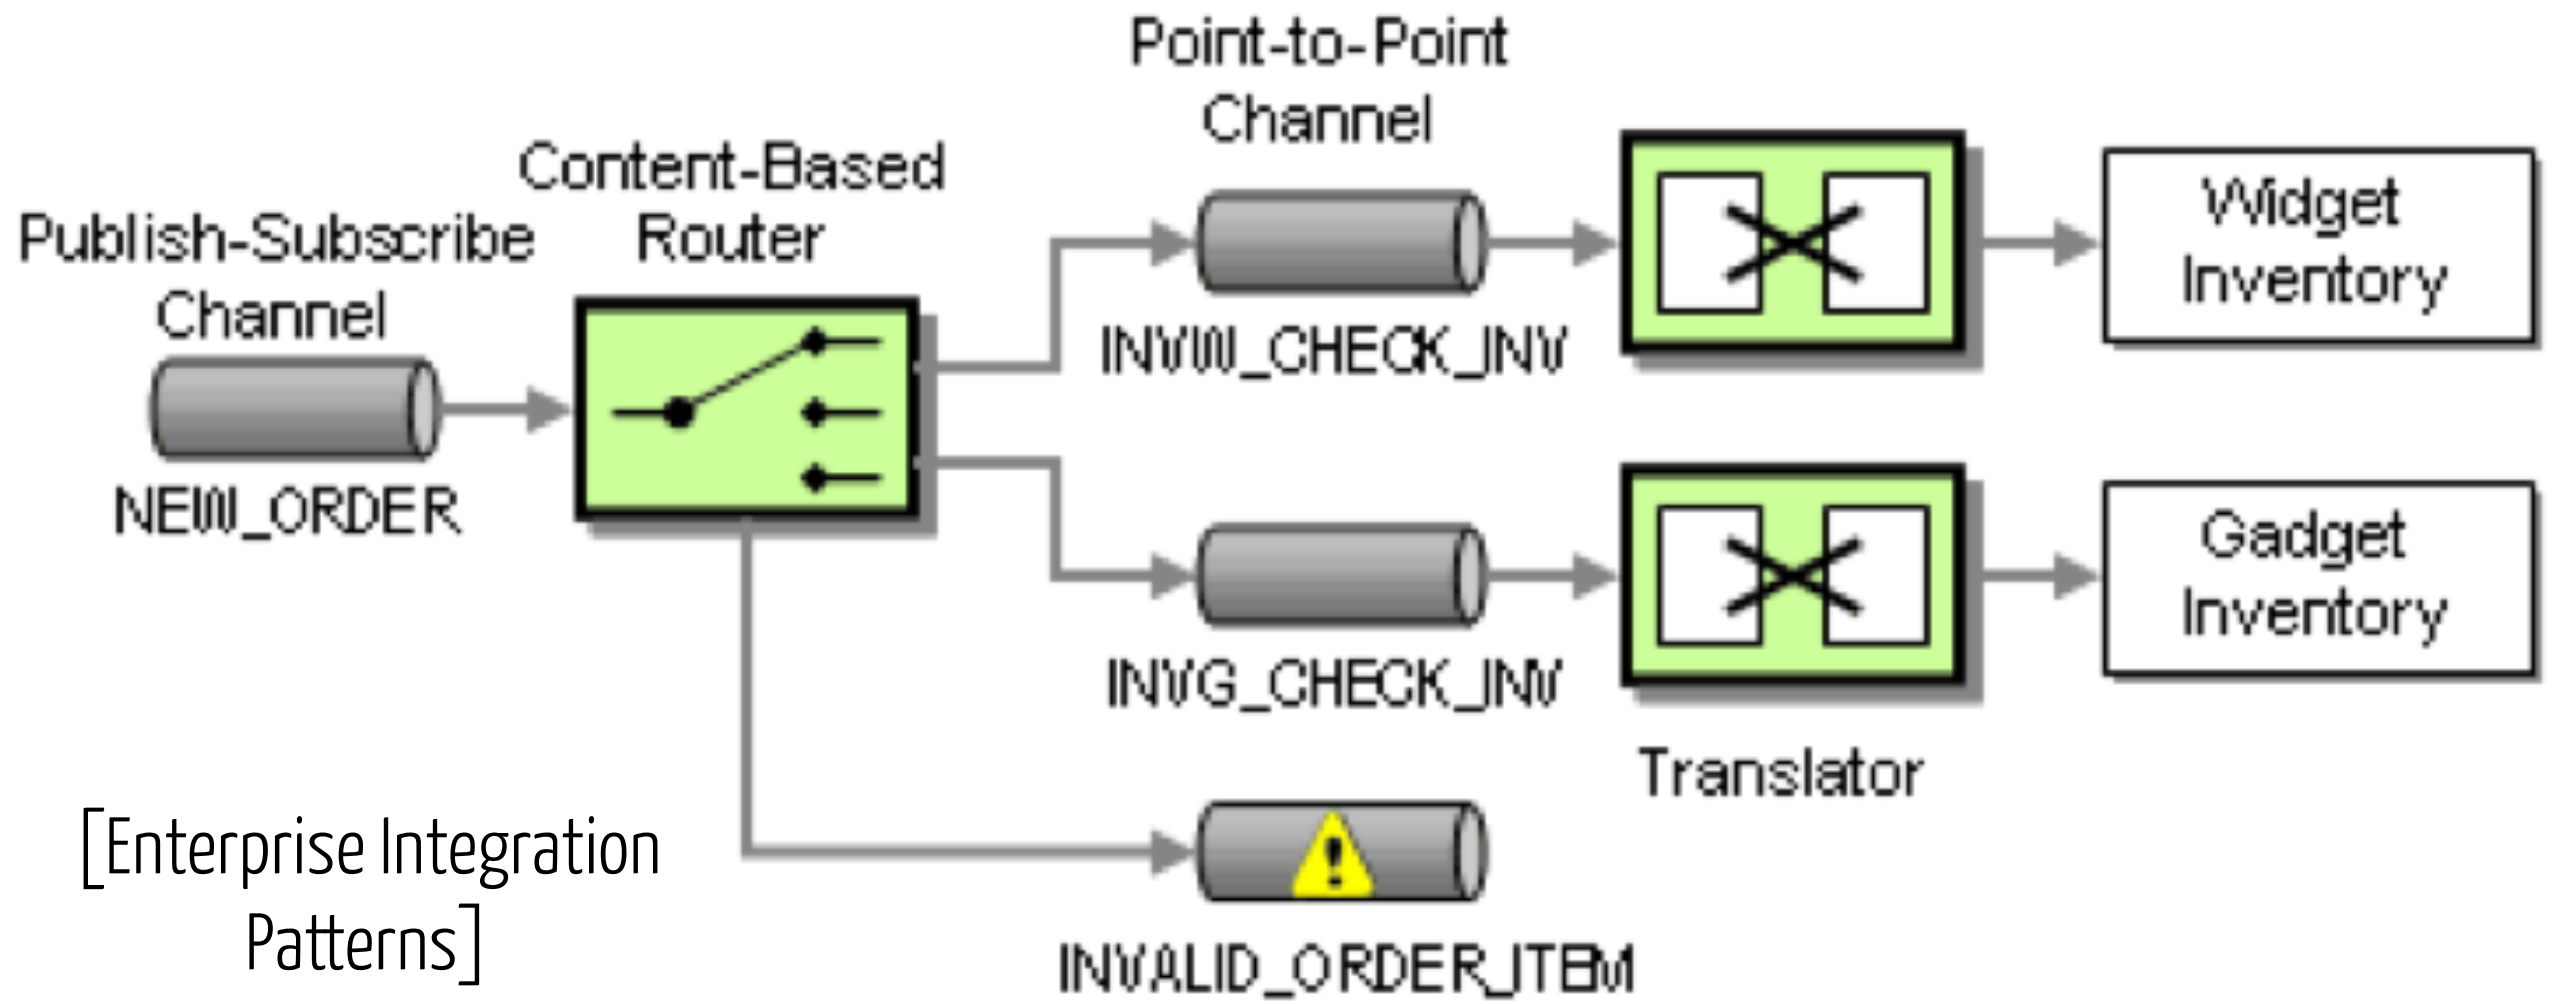 Point-to-Point
Channel
Content-Based
Router
Publish-Subscribe
Channel
NEW_ORDER
INVW_CHECK_INV
Widget
Inventory
INVG_CHECK_INV
Gadget
Inventory
Translator
INVALID_ORDER_ITEM
[Enterprise Integration
Patterns]